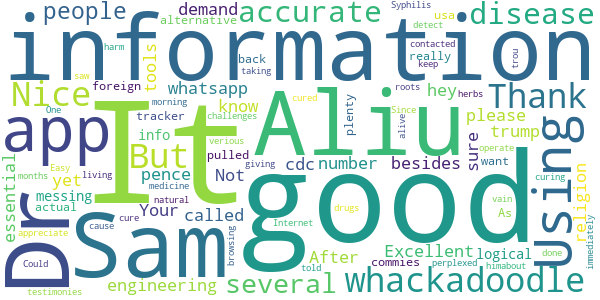 people demand accurate disease
Syphilis
information
alternative usa detect
harm back contacted
saw taking really roots
Nice tools whatsapp keep herbs trou
foreign hey Thank
One morning cured know Since
app It Aliu
tracker challenges plenty alive please
info verious sure trump
But pulled giving cdc number besides want operate
essential yet Easy living medicine Not
months natural drugs
messing Your good Using religion
actual cure
Dr Sam called Internet After Excellent logical As vain
appreciate cause browsing commies perplexed done curing
Could told himabout
engineering several whackadoodle immediately
testimonies
pence